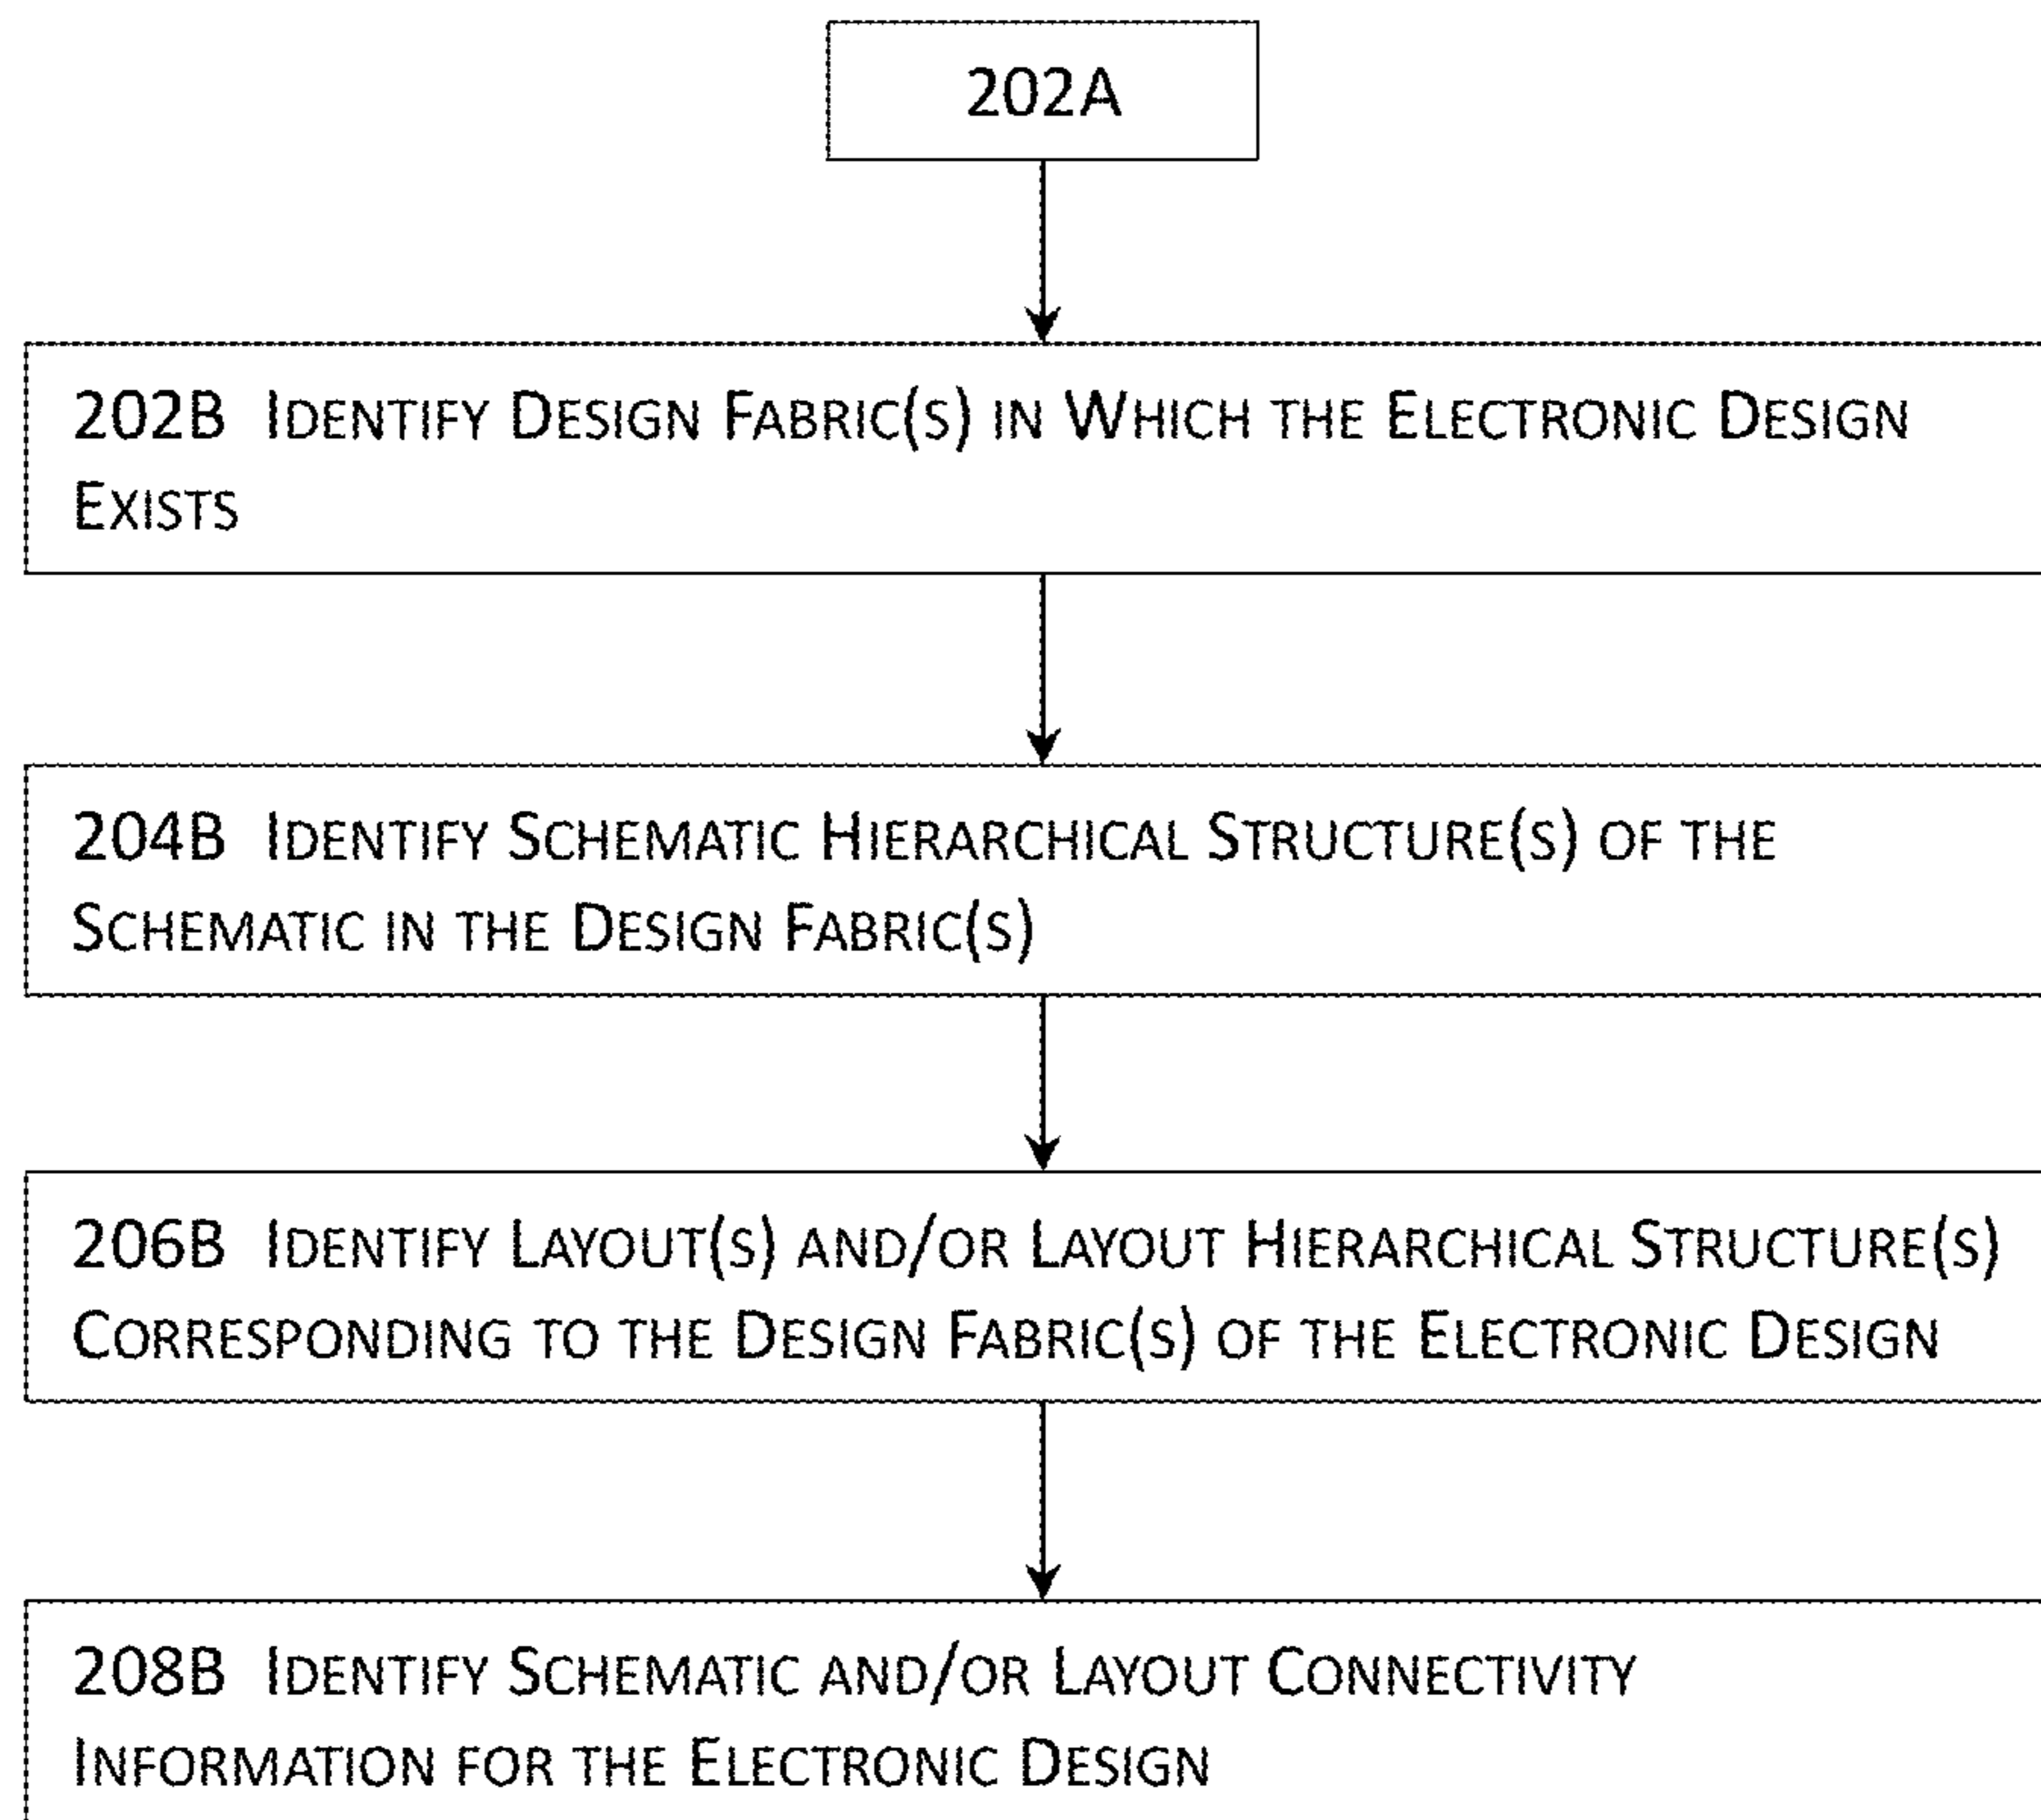 202A
202B Identify Design Fabric(s) in Which the Electronic Design
Exists
204B Identify Schematic Hierarchical Structure(s) of the
Schematic in the Design Fabric(s)
206B Identify Layout(s) and/or Layout Hierarchical Structure(s)
Corresponding to the Design Fabric(s) of the Electronic Design
208B Identify Schematic and/or Layout Connectivity
Information for the Electronic Design